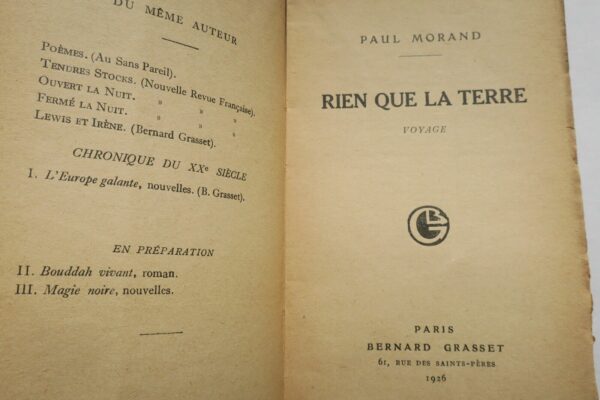 DU MÊME AUTEUR
POÈMES. (Au Sans Pareil).
TENDRES STOCKS. (Nouvelle Revue Française).
OUVERT LA NUIT. » » »
FERMÉ LA NUIT. » » »
LEWIS ET IRÈNE. (Bernard Grasset).
CHRONIQUE DU XXe SIÈCLE
I. L'Europe galante, nouvelles. (B. Grasset).
EN PRÉPARATION
II. Bouddah vivant, roman.
III. Magie noire, nouvelles.
PAUL MORAND
RIEN QUE LA TERRE
VOYAGE
BG
PARIS
BERNARD GRASSET
61, RUE DES SAINTS-PÈRES
1926